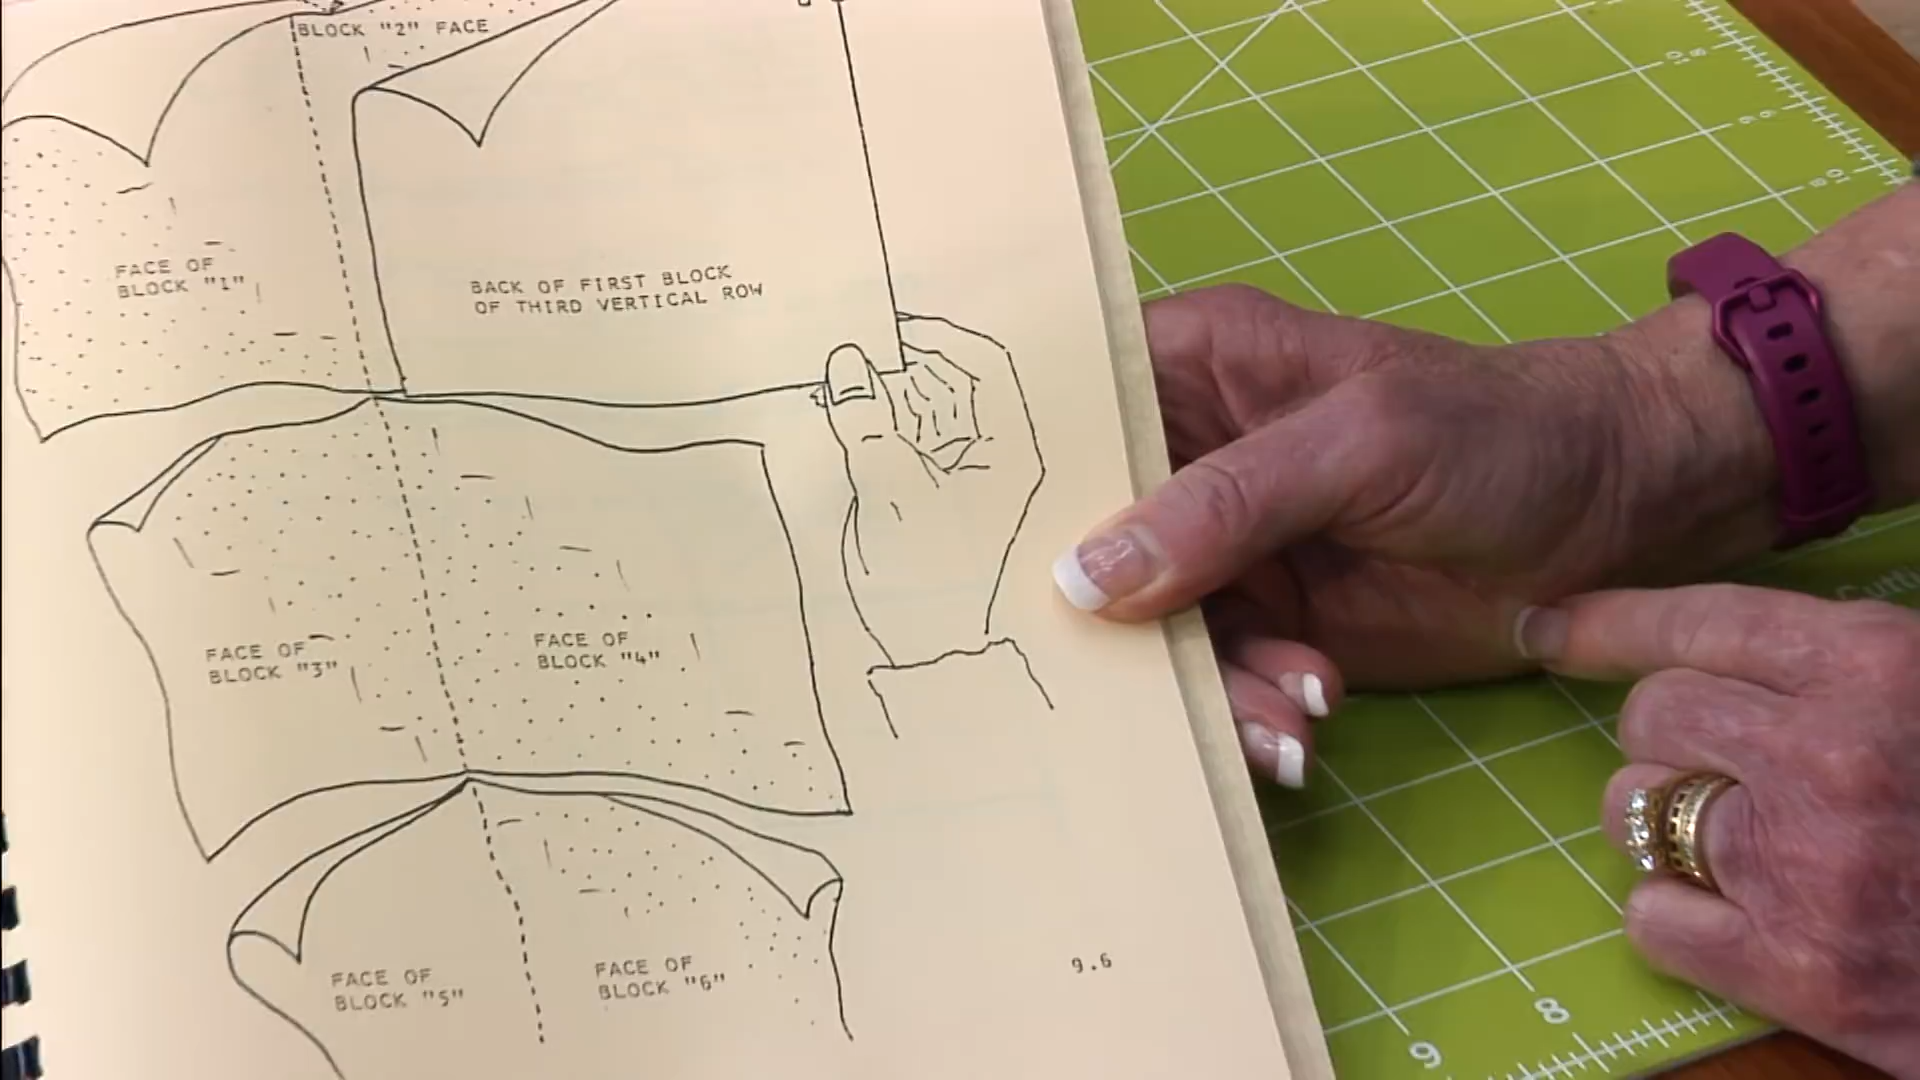 BLOCK "2" FACE
FACE OF
BLOCK "1"
BACK OF FIRST BLOCK
OF THIRD VERTICAL ROW
FACE OF
BLOCK "3"
FACE OF
BLOCK "4"
FACE OF
BLOCK "5"
FACE OF
BLOCK "6"
9.6
8
9